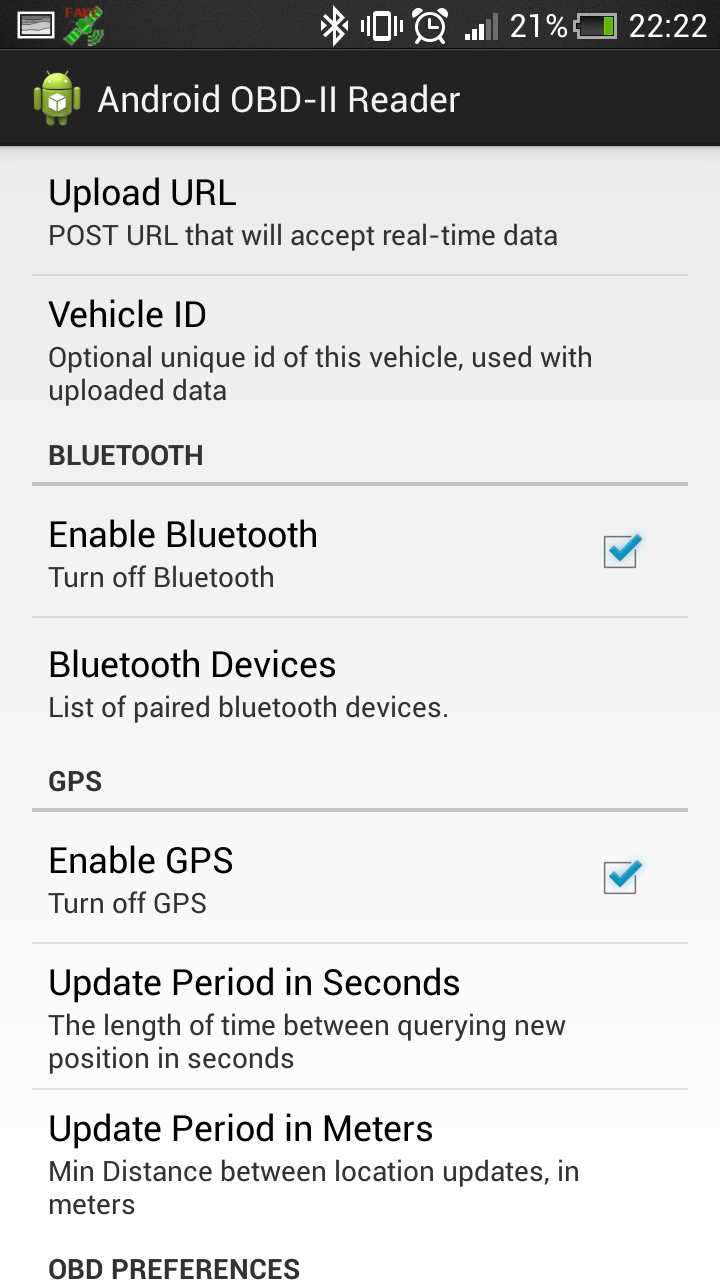 FAKE
21% 22:22
Android OBD-II Reader
Upload URL
POST URL that will accept real-time data
Vehicle ID
Optional unique id of this vehicle, used with
uploaded data
BLUETOOTH
Enable Bluetooth
Turn off Bluetooth
Bluetooth Devices
List of paired bluetooth devices.
GPS
Enable GPS
Turn off GPS
Update Period in Seconds
The length of time between querying new
position in seconds
Update Period in Meters
Min Distance between location updates, in
meters
OBD PREFERENCES